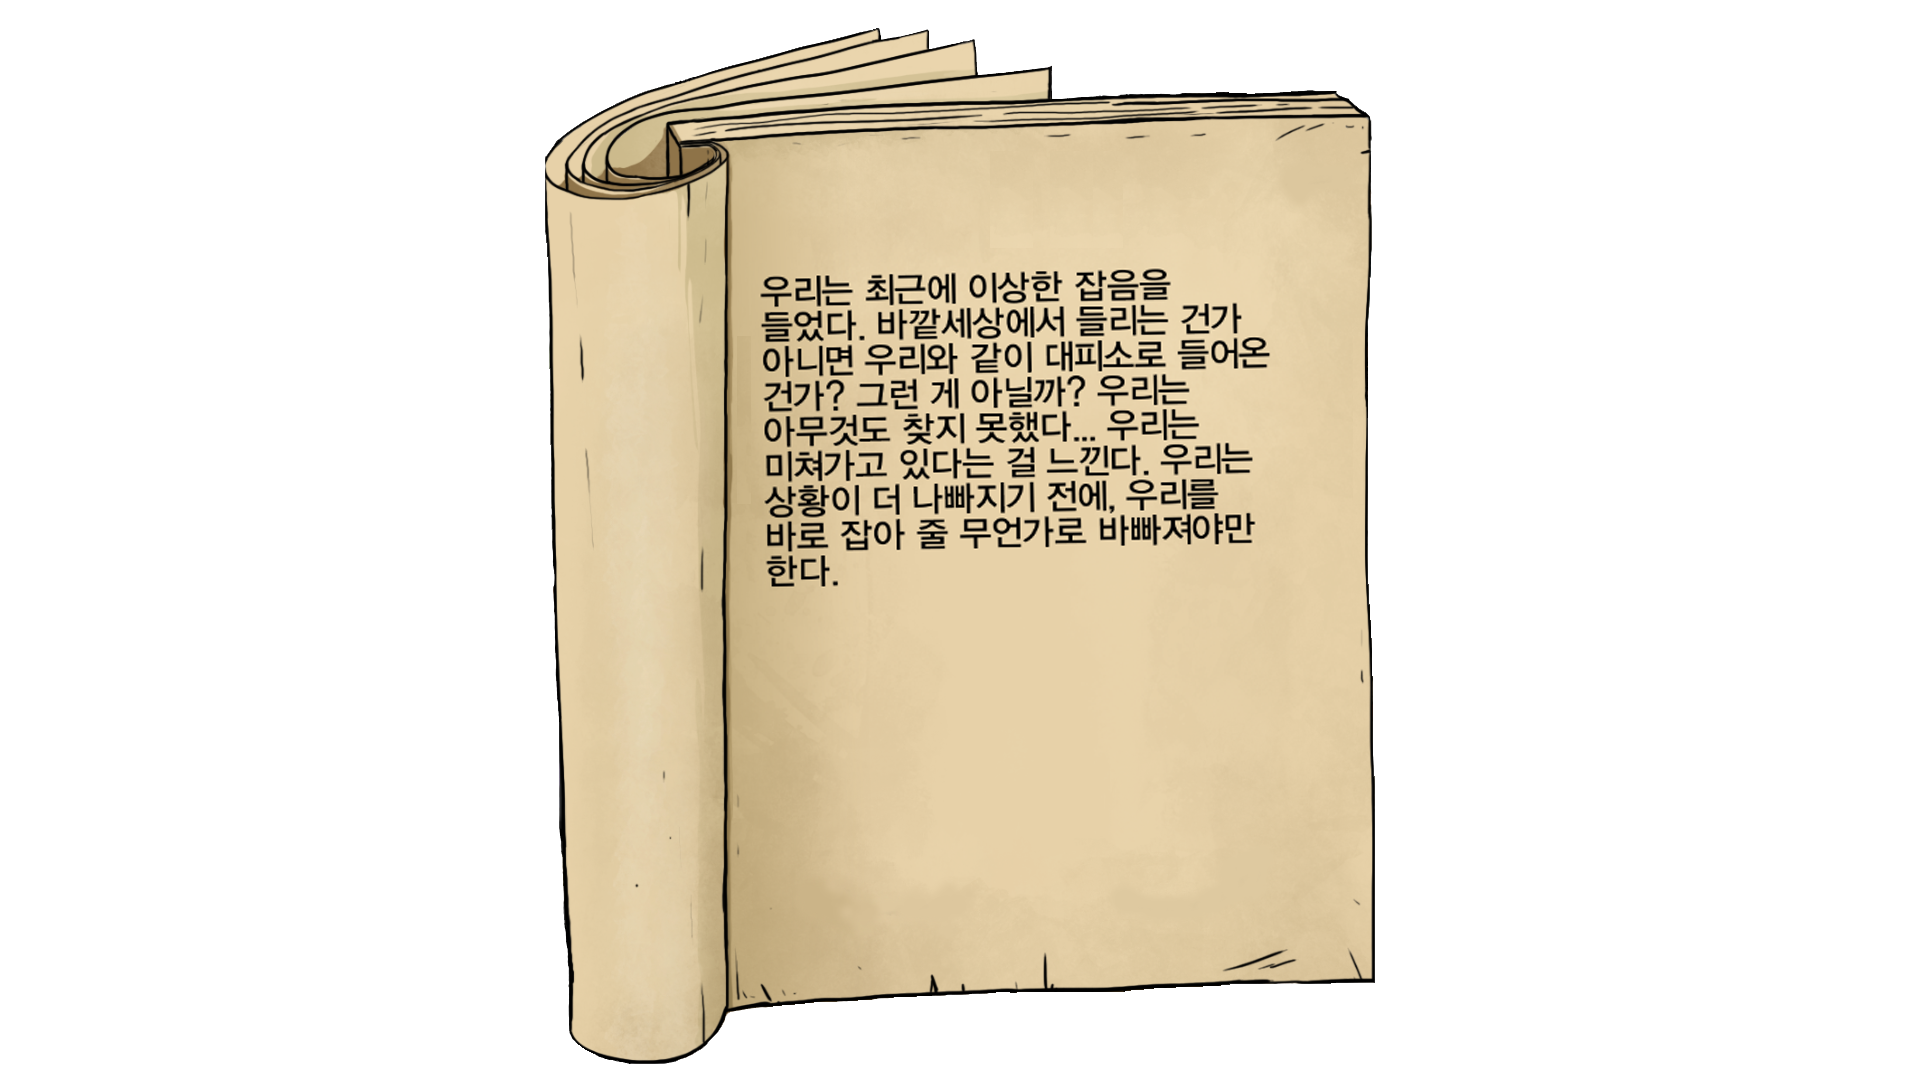 우리는 최근에 이상한 잡음을
들었다. 바깥세상에서 들리는 건가
아니면 우리와 같이 대피소로 들어온
건가? 그런 게 아닐까? 우리는
아무것도 찾지 못했다... 우리는
미쳐가고 있다는 걸 느낀다. 우리는
상황이 더 나빠지기 전에, 우리를
바로 잡아 줄 무언가로 바빠져야만
한다.